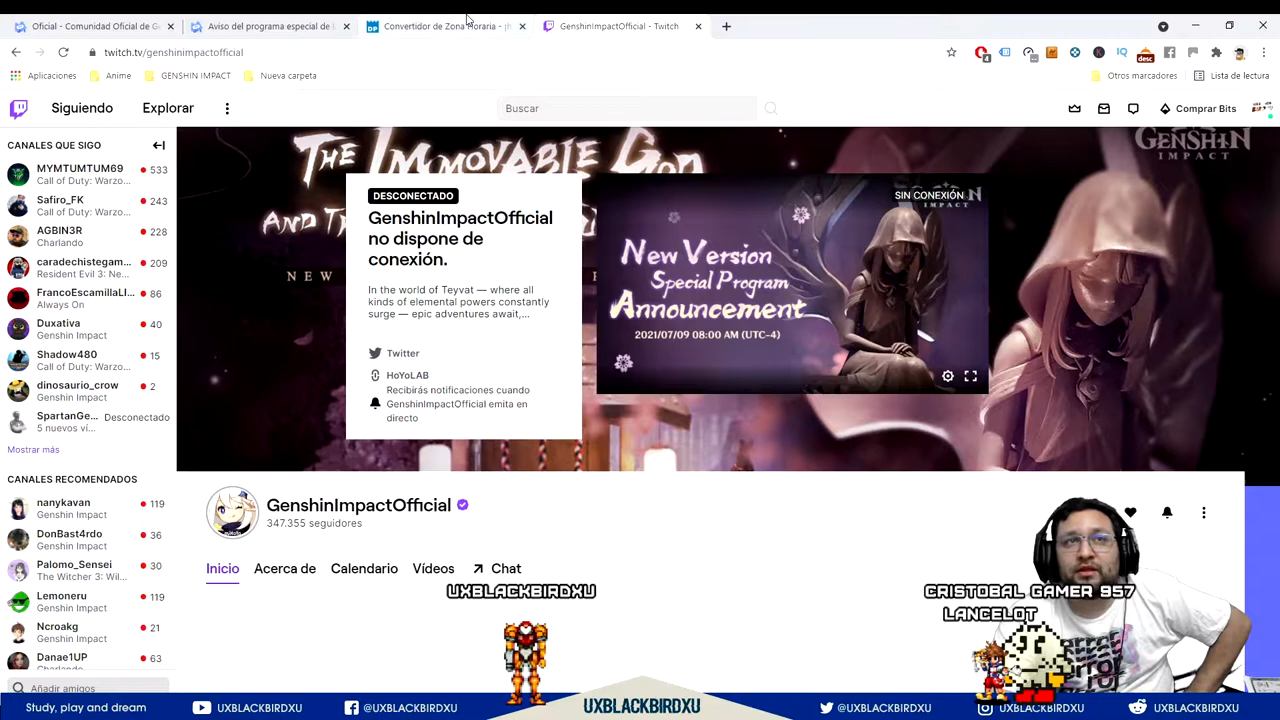 Oficial - Comunidad Oficial de G
Aviso del programa especial de l
Convertidor de Zona Horaria - ¡h
GenshinImpactOfficial - Twitch
twitch.tv/genshinimpactofficial
Aplicaciones
Anime
GENSHIN IMPACT
Nueva carpeta
Otros marcadores
Lista de lectura
Siguiendo
Explorar
Buscar
Comprar Bits
CANALES QUE SIGO
MYMTUMTUM69
533
Call of Duty: Warzo...
Safiro_FK
243
Call of Duty: Warzo...
AGBIN3R
228
Charlando
caradechistegam...
209
Resident Evil 3: Ne...
FrancoEscamillaLI...
86
Always On
Duxativa
40
Genshin Impact
Shadow480
15
Call of Duty: Warzo...
dinosaurio_crow
2
Genshin Impact
SpartanGe...
Desconectado
5 nuevos ví...
Mostrar más
CANALES RECOMENDADOS
nanykavan
119
Genshin Impact
DonBast4rdo
36
Genshin Impact
Palomo_Sensei
30
The Witcher 3: Wil...
Lemoneru
119
Genshin Impact
Ncroakg
21
Genshin Impact
Danae1UP
63
Charlando
Añadir amigos
THE IMMOVABLE GOD
AND TH
NEW
GENSHIN
IMPACT
DESCONECTADO
GenshinImpactOfficial
no dispone de
conexión.
In the world of Teyvat — where all
kinds of elemental powers constantly
surge — epic adventures await,...
Twitter
HoYoLAB
Recibirás notificaciones cuando
GenshinImpactOfficial emita en
directo
SIN CONEXIÓN
IMPACT
New Version
Special Program
Announcement
2021/07/09 08:00 AM (UTC-4)
GenshinImpactOfficial
347.355 seguidores
Inicio
Acerca de
Calendario
Vídeos
Chat
UXBLACKBIRDXU
CRISTOBAL GAMER 957
LANCELOT
error
Study, play and dream
UXBLACKBIRDXU
@UXBLACKBIRDXU
UXBLACKBIRDXU
@UXBLACKBIRDXU
UXBLACKBIRDXU
UXBLACKBIRDXU